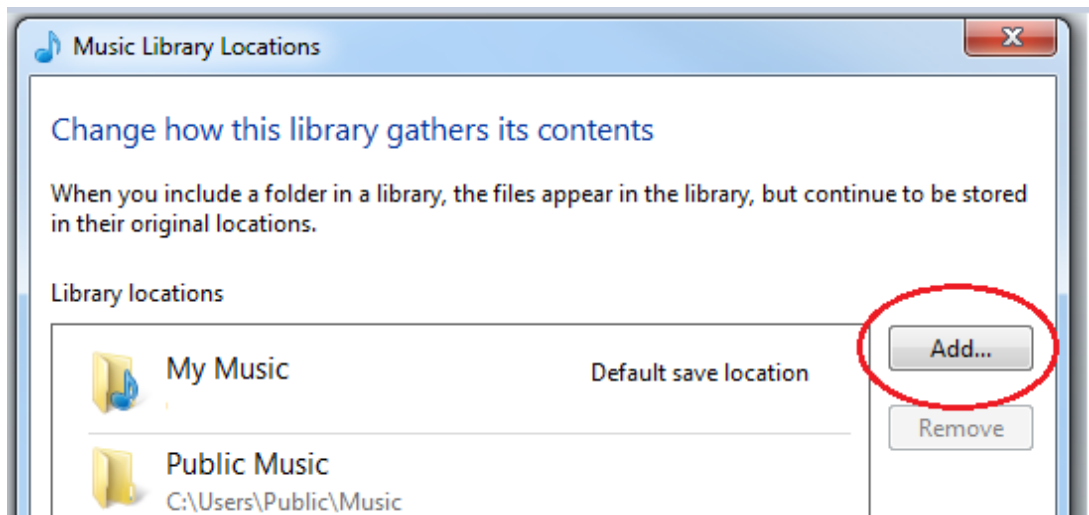 Music Library Locations
Change how this library gathers its contents
When you include a folder in a library, the files appear in the library, but continue to be stored
in their original locations.
Library locations
My Music
Default save location
Add...
Remove
Public Music
C:\Users\Public\Music